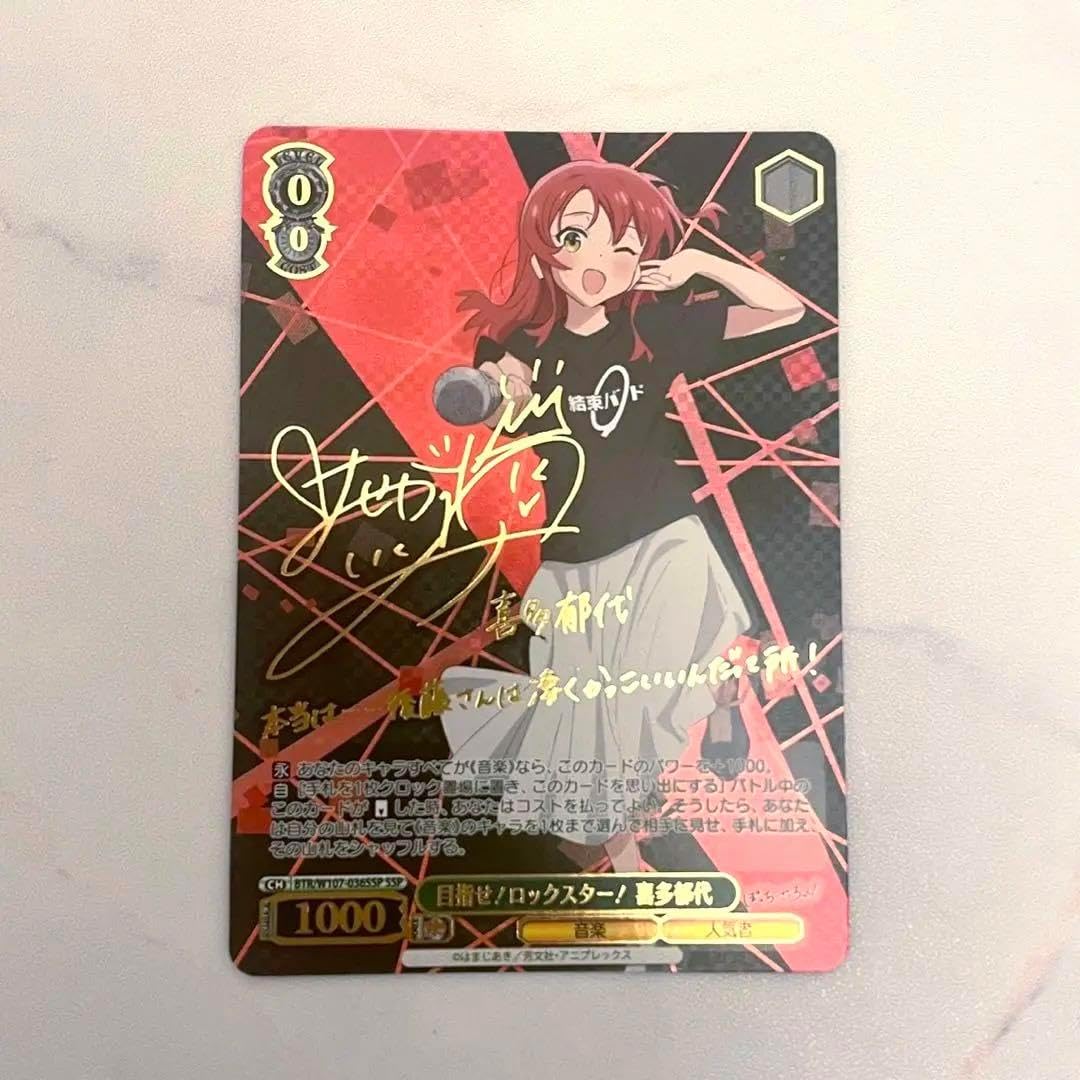 LEVEL
0
0
COST
結束バンド
喜多郁代
本当は――後藤さんは凄くかっこいいんだって所!
永 あなたのキャラすべてが《音楽》なら、このカードのパワーを+1000。
自 [手札を1枚クロック置場に置き、このカードを思い出にする] バトル中の
このカードが した時、あなたはコストを払ってよい。そうしたら、あなた
は自分の山札を見て《音楽》のキャラを1枚まで選んで相手に見せ、手札に加え、
その山札をシャッフルする。
CH BTR/W107-036SSP SSP
目指せ!ロックスター! 喜多郁代
ぼっち・ざ・ろっく!
1000
音楽 人気者
©はまじあき/芳文社・アニプレックス